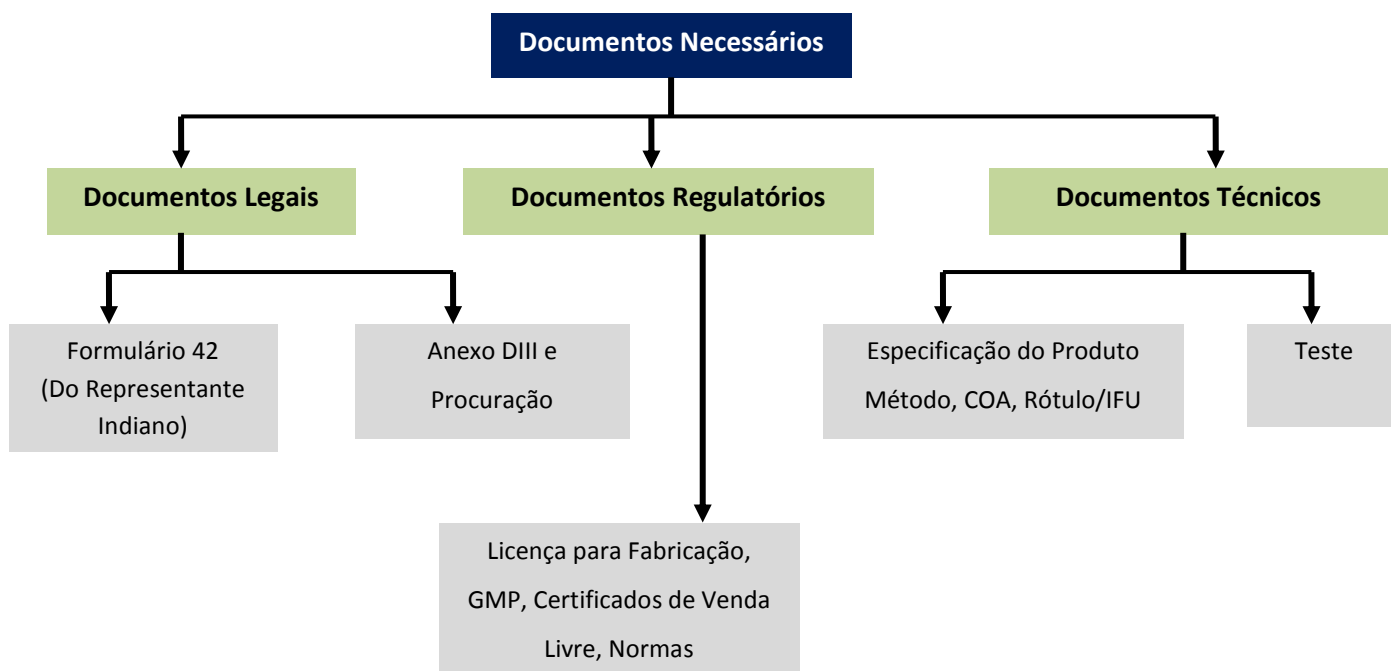 Documentos Necessários
Documentos Legais
Documentos Regulatórios
Documentos Técnicos
Formulário 42
(Do Representante
Indiano)
Anexo DIII e
Procuração
Especificação do Produto
Método, COA, Rótulo/IFU
Teste
Licença para Fabricação,
GMP, Certificados de Venda
Livre, Normas